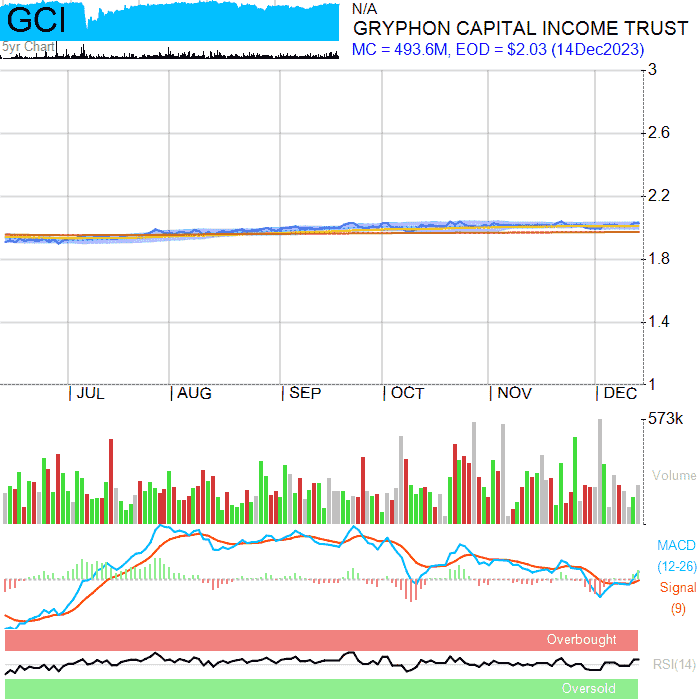 GCI
5yr Chart
N/A
GRYPHON CAPITAL INCOME TRUST
MC = 493.6M, EOD = $2.03 (14Dec2023)
3
2.6
2.2
1.8
1.4
1
JUL AUG SEP OCT NOV DEC
573k
Volume
MACD
(12-26)
Signal
(9)
Overbought
RSI(14)
Oversold